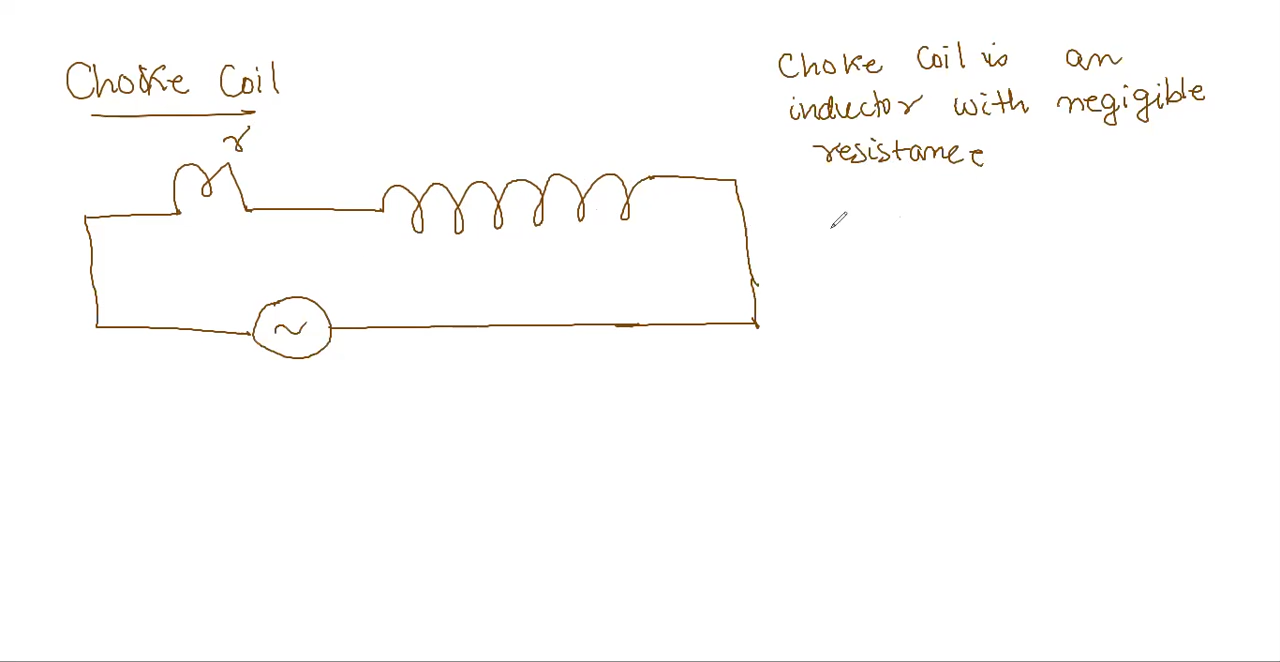 Choke Coil
r
Choke Coil is an
inductor with negigible
resistance
~